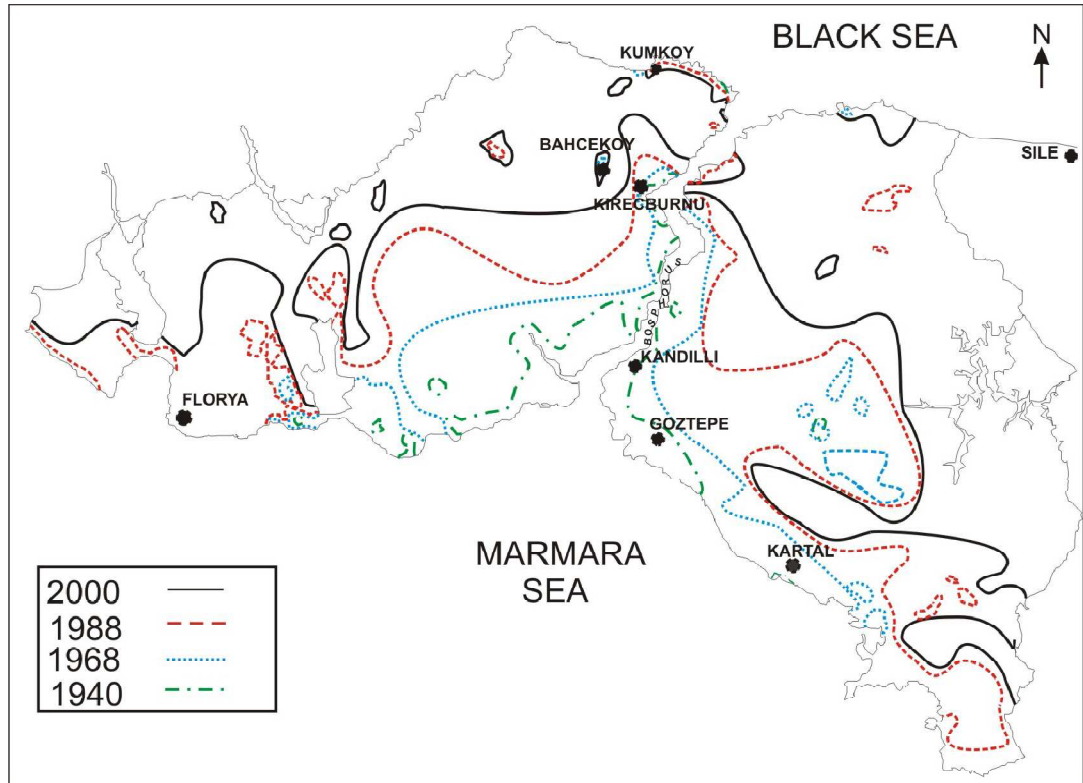 BLACK SEA
N
KUMKOY
BAHCEKOY
SILE
KIRECBURNU
BOSPHORUS
KANDILLI
FLORYA
GOZTEPE
MARMARA
SEA
KARTAL
2000
1988
1968
1940